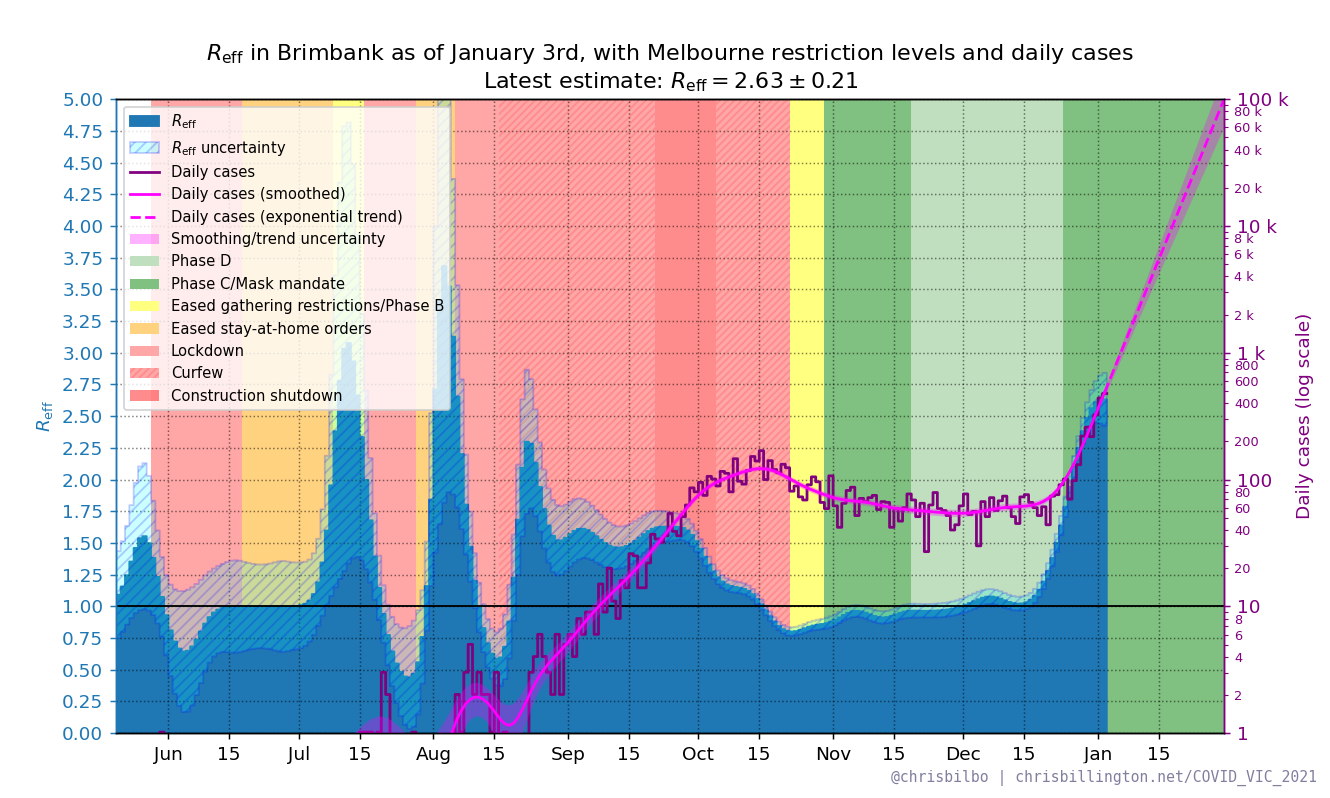 Reff in Brimbank as of January 3rd, with Melbourne restriction levels and daily cases
Latest estimate: Reff = 2.63 ± 0.21
5.00
4.75
4.50
4.25
4.00
3.75
3.50
3.25
3.00
2.75
2.50
2.25
2.00
1.75
1.50
1.25
1.00
0.75
0.50
0.25
0.00
Reff
Reff
Reff uncertainty
Daily cases
Daily cases (smoothed)
Daily cases (exponential trend)
Smoothing/trend uncertainty
Phase D
Phase C/Mask mandate
Eased gathering restrictions/Phase B
Eased stay-at-home orders
Lockdown
Curfew
Construction shutdown
100 k
80 k
60 k
40 k
20 k
10 k
8 k
6 k
4 k
2 k
1 k
800
600
400
200
100
80
60
40
20
10
8
6
4
2
1
Daily cases (log scale)
Jun 15 Jul 15 Aug 15 Sep 15 Oct 15 Nov 15 Dec 15 Jan 15
@chrisbilbo | chrisbillington.net/COVID_VIC_2021